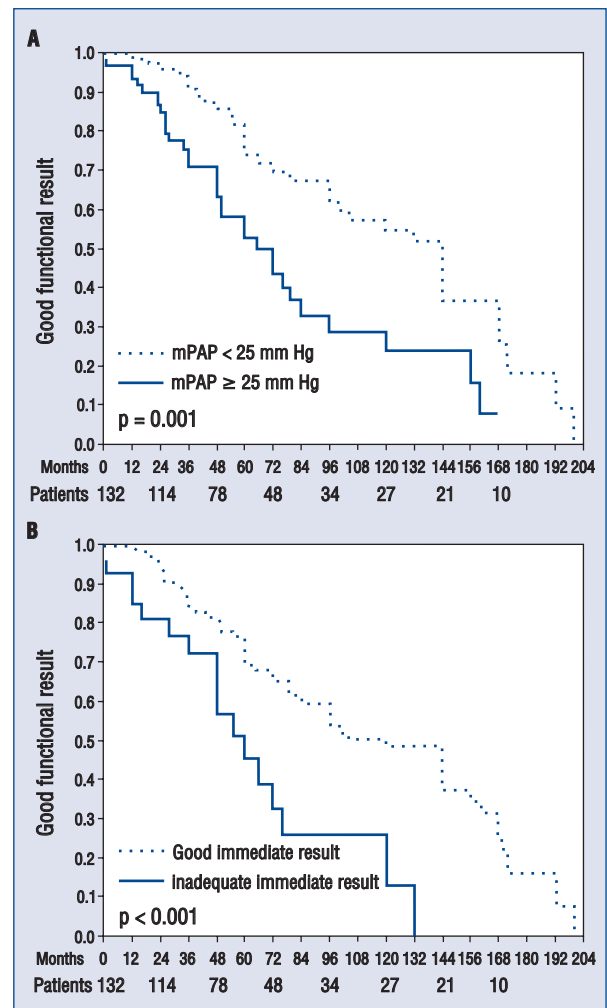 A
Good functional result
1.0
0.9
0.8
0.7
0.6
0.5
0.4
0.3
0.2
0.1
0.0
mPAP < 25 mm Hg
mPAP ≥ 25 mm Hg
p = 0.001
Months 0 12 24 36 48 60 72 84 96 108 120 132 144 156 168 180 192 204
Patients 132 114 78 48 34 27 21 10
B
Good functional result
1.0
0.9
0.8
0.7
0.6
0.5
0.4
0.3
0.2
0.1
0.0
Good immediate result
inadequate immediate result
p < 0.001
Months 0 12 24 36 48 60 72 84 96 108 120 132 144 156 168 180 192 204
Patients 132 114 78 48 34 27 21 10